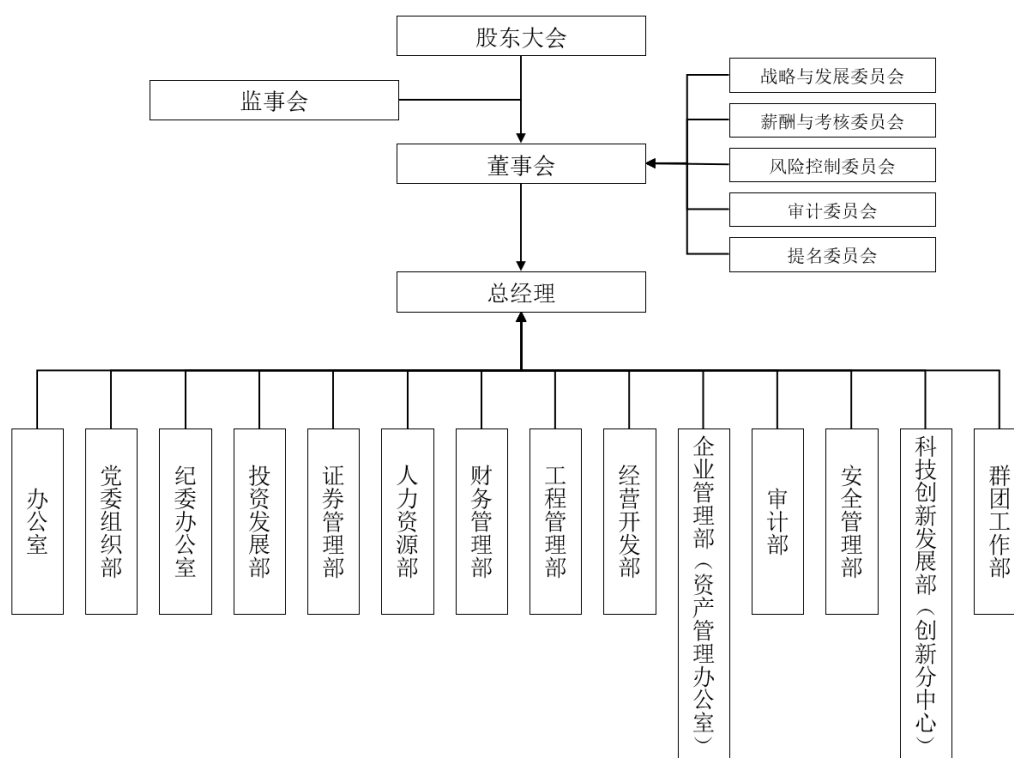 股东大会
监事会
战略与发展委员会
薪酬与考核委员会
董事会
风险控制委员会
审计委员会
提名委员会
总经理
办公室
党委组织部
纪委办公室
投资发展部
证券管理部
人力资源部
财务管理部
工程管理部
经营开发部
企业管理部（资产管理办公室）
审计部
安全管理部
科技创新发展部（创新分中心）
群团工作部